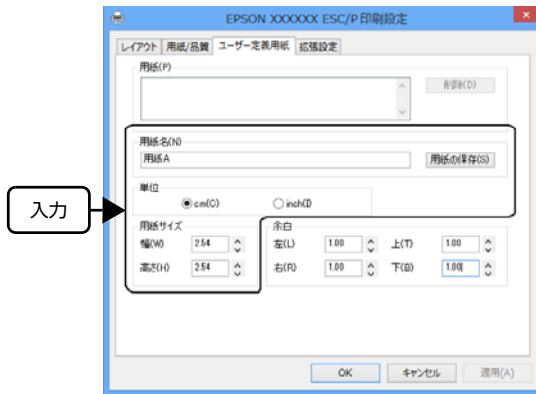 EPSON XXXXXX ESC/P 印刷設定
レイアウト 用紙/品質 ユーザー定義用紙 拡張設定
用紙(P)
削除(D)
用紙名(N)
用紙A 用紙の保存(S)
単位
cm(C) inch(I)
入力
用紙サイズ 余白
幅(W) 2.54 左(L) 1.00 上(T) 1.00
高さ(H) 2.54 右(R) 1.00 下(B) 1.00
OK キャンセル 適用(A)